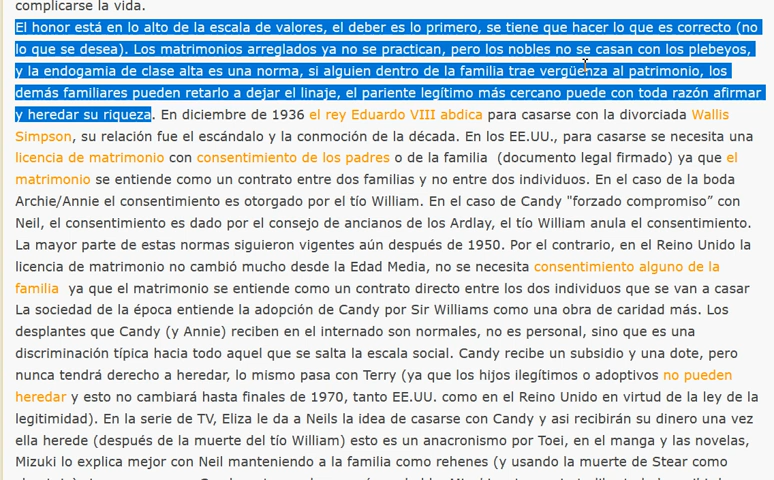 complicarse la vida.
El honor está en lo alto de la escala de valores, el deber es lo primero, se tiene que hacer lo que es correcto (no
lo que se desea). Los matrimonios arreglados ya no se practican, pero los nobles no se casan con los plebeyos,
y la endogamia de clase alta es una norma, si alguien dentro de la familia trae vergüenza al patrimonio, los
demás familiares pueden retarlo a dejar el linaje, el pariente legítimo más cercano puede con toda razón afirmar
y heredar su riqueza. En diciembre de 1936 el rey Eduardo VIII abdica para casarse con la divorciada Wallis
Simpson, su relación fue el escándalo y la conmoción de la década. En los EE.UU., para casarse se necesita una
licencia de matrimonio con consentimiento de los padres o de la familia (documento legal firmado) ya que el
matrimonio se entiende como un contrato entre dos familias y no entre dos individuos. En el caso de la boda
Archie/Annie el consentimiento es otorgado por el tío William. En el caso de Candy "forzado compromiso” con
Neil, el consentimiento es dado por el consejo de ancianos de los Ardlay, el tío William anula el consentimiento.
La mayor parte de estas normas siguieron vigentes aún después de 1950. Por el contrario, en el Reino Unido la
licencia de matrimonio no cambió mucho desde la Edad Media, no se necesita consentimiento alguno de la
familia ya que el matrimonio se entiende como un contrato directo entre los dos individuos que se van a casar
La sociedad de la época entiende la adopción de Candy por Sir Williams como una obra de caridad más. Los
desplantes que Candy (y Annie) reciben en el internado son normales, no es personal, sino que es una
discriminación típica hacia todo aquel que se salta la escala social. Candy recibe un subsidio y una dote, pero
nunca tendrá derecho a heredar, lo mismo pasa con Terry (ya que los hijos ilegítimos o adoptivos no pueden
heredar y esto no cambiará hasta finales de 1970, tanto EE.UU. como en el Reino Unido en virtud de la ley de la
legitimidad). En la serie de TV, Eliza le da a Neils la idea de casarse con Candy y asi recibirán su dinero una vez
ella herede (después de la muerte del tío William) esto es un anacronismo por Toei, en el manga y las novelas,
Mizuki lo explica mejor con Neil manteniendo a la familia como rehenes (y usando la muerte de Stear como